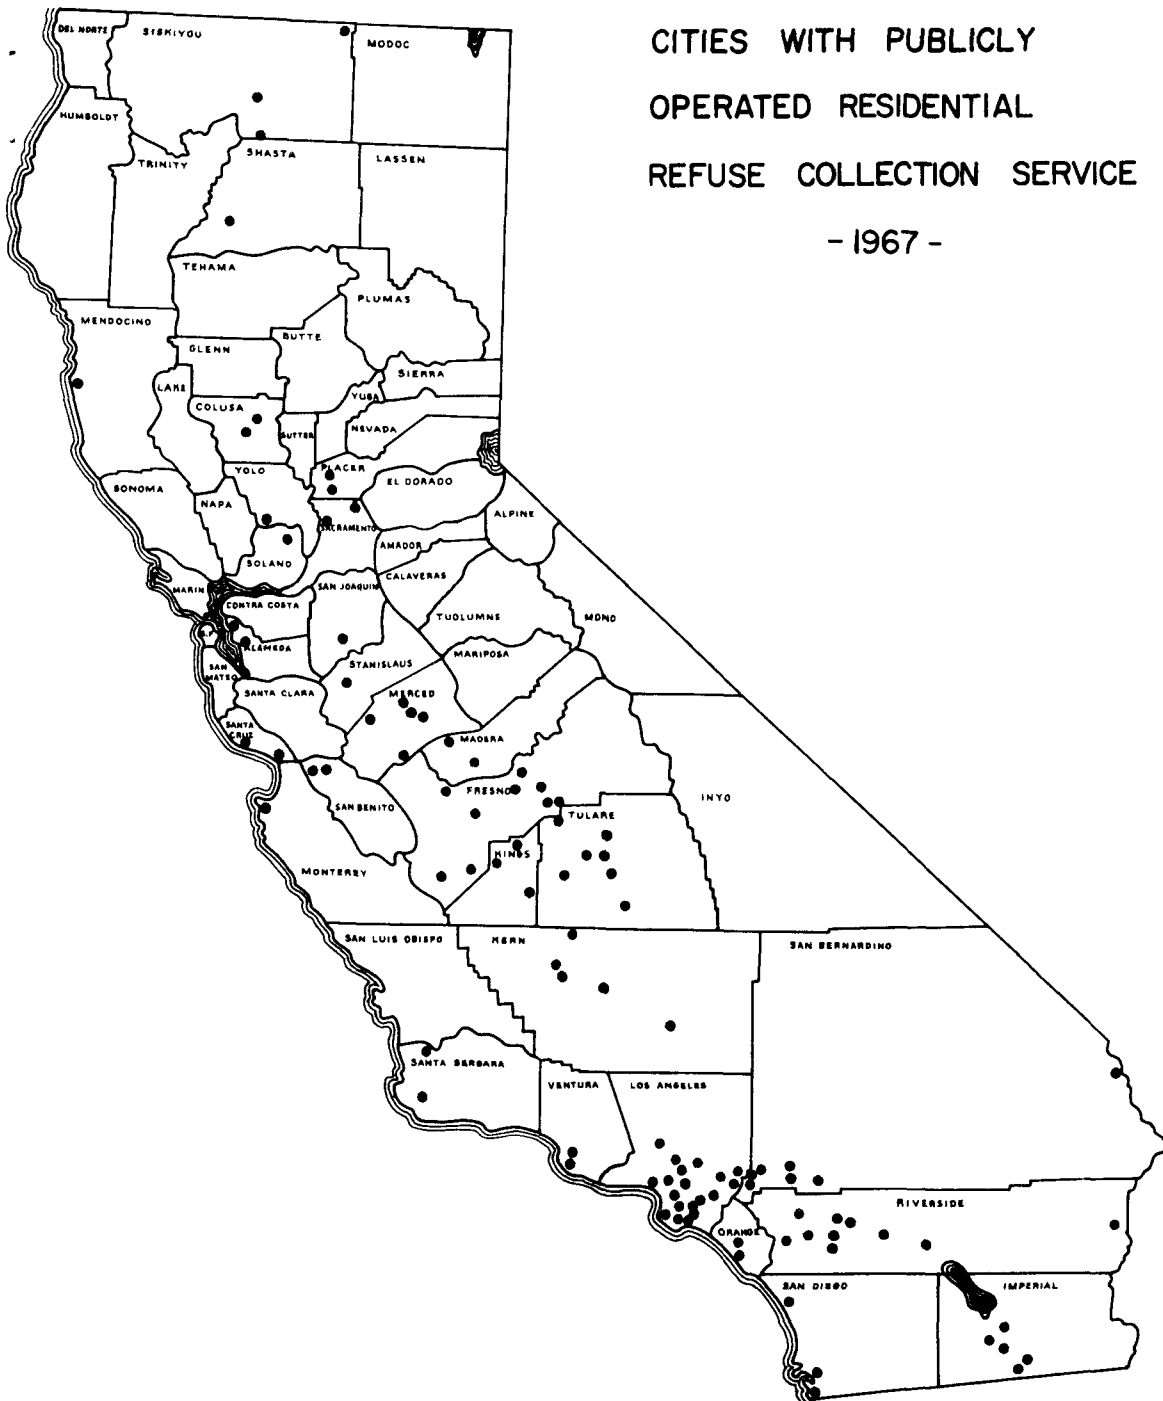 CITIES WITH PUBLICLY
OPERATED RESIDENTIAL
REFUSE COLLECTION SERVICE
- 1967 -
DEL NORTE
SISKIYOU
MODOC
HUMBOLDT
TRINITY
SHASTA
LASSEN
TEHAMA
PLUMAS
MENDOCINO
BUTTE
GLENN
SIERRA
LAKE
YUBA
COLUSA
NEVADA
SUTTER
YOLO
PLACER
EL DORADO
SONOMA
NAPA
ALPINE
SACRAMENTO
AMADOR
SOLANO
CALAVERAS
MARIN
SAN JOAQUIN
CONTRA COSTA
TUOLUMNE
MONO
S.F.
ALAMEDA
MARIPOSA
STANISLAUS
SAN
MATEO
SANTA CLARA
MERCED
SANTA
CRUZ
MADERA
FRESNO
INYO
SAN BENITO
TULARE
KINGS
MONTEREY
SAN LUIS OBISPO
KERN
SAN BERNARDINO
SANTA BERBARA
VENTURA
LOS ANGELES
RIVERSIDE
ORANGE
SAN DIEGO
IMPERIAL